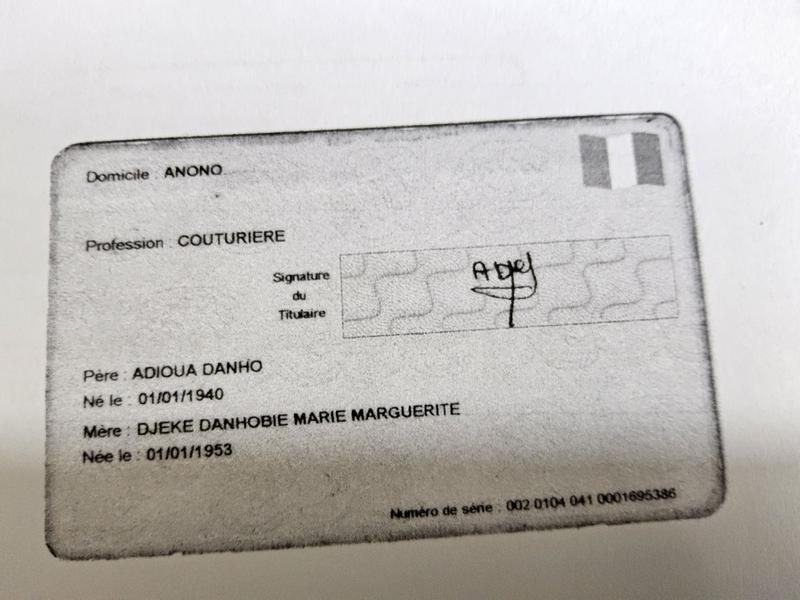 Domicile : ANONO
Profession : COUTURIERE
Signature
du
Titulaire
Père : ADIOUA DANHO
Né le : 01/01/1940
Mère : DJEKE DANHOBIE MARIE MARGUERITE
Née le : 01/01/1953
Numéro de série : 002 0104 041 0001695386